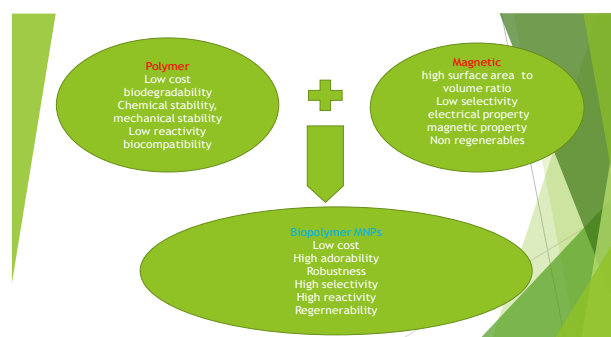 Polymer
Low cost
biodegradability
Chemical stability,
mechanical stability
Low reactivity
biocompatibility
Magnetic
high surface area to
volume ratio
Low selectivity
electrical property
magnetic property
Non regenerables
Biopolymer MNPs
Low cost
High adorability
Robustness
High selectivity
High reactivity
Regernerability